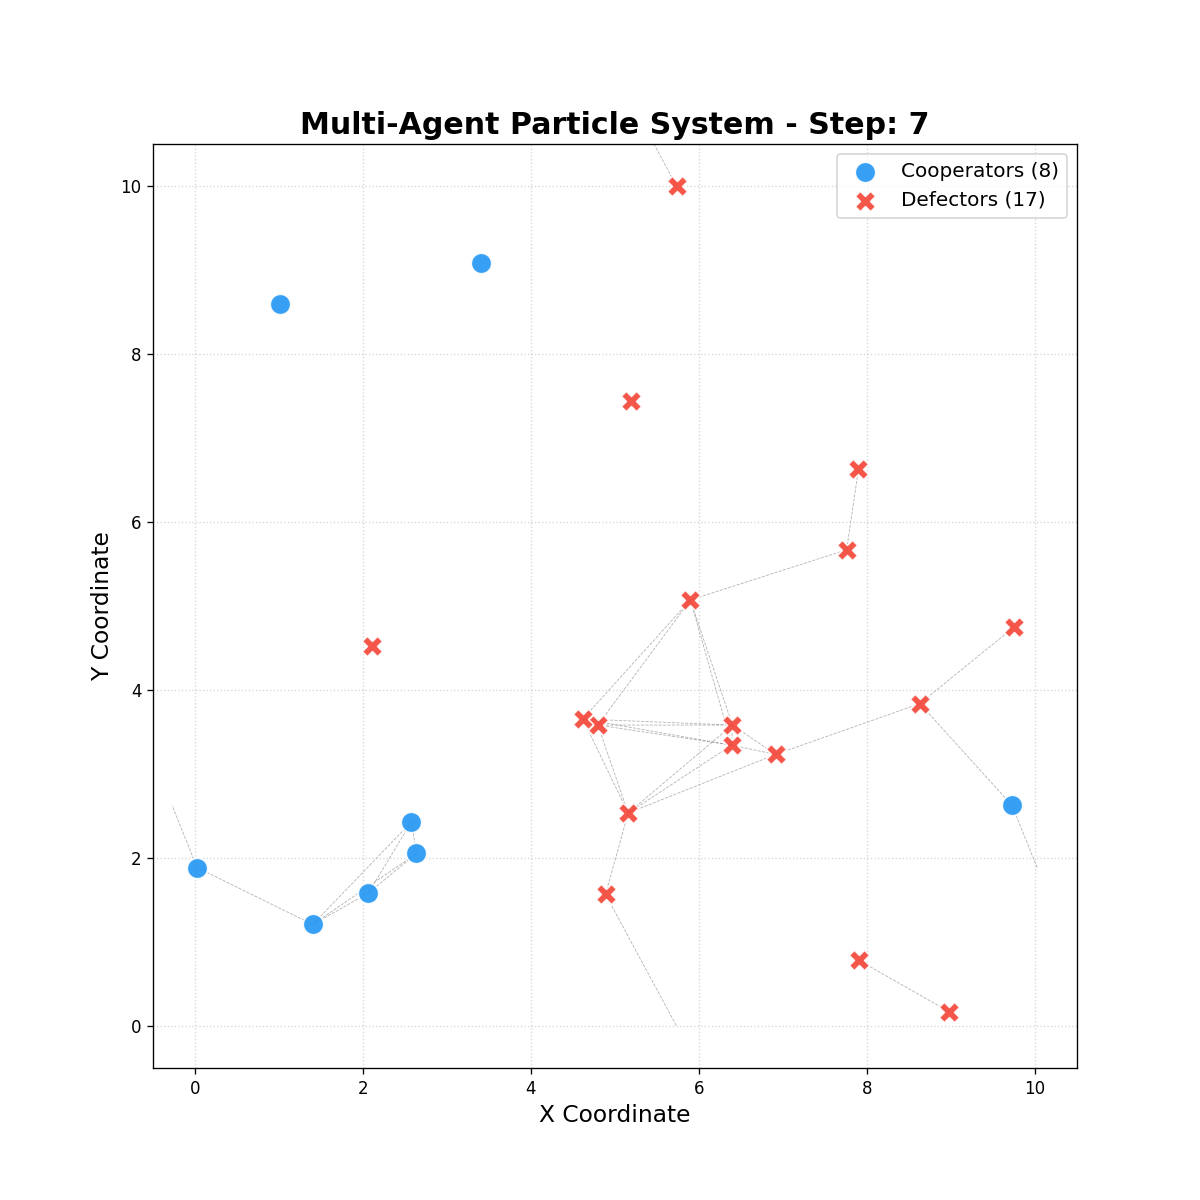 Multi-Agent Particle System - Step: 7
Cooperators (8)
Defectors (17)
10
8
6
4
2
0
Y Coordinate
0 2 4 6 8 10
X Coordinate